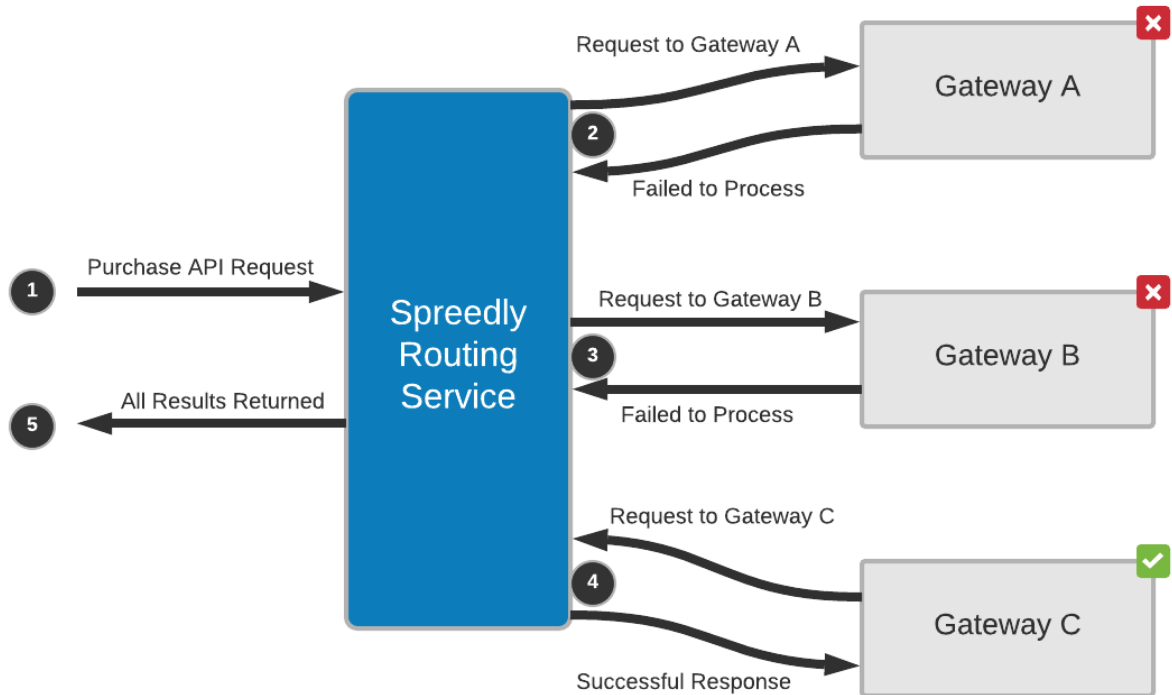 Request to Gateway A
Gateway A
2
Failed to Process
Purchase API Request
1
Spreedly
Routing
Service
Request to Gateway B
3
Gateway B
Failed to Process
All Results Returned
5
Request to Gateway C
4
Gateway C
Successful Response